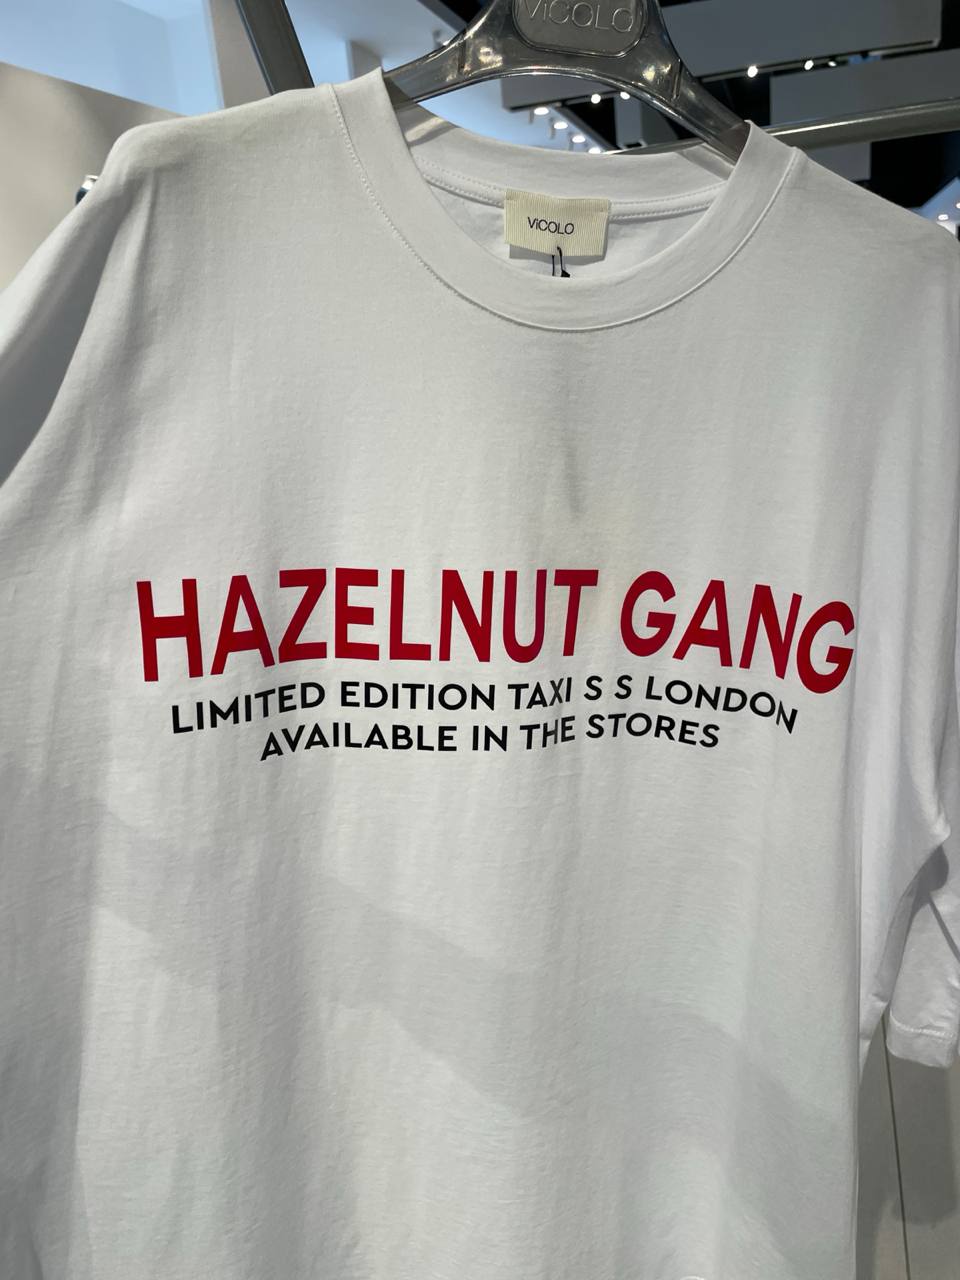 ViCOLO
ViCOLO
HAZELNUT GANG
LIMITED EDITION TAXI S S LONDON
AVAILABLE IN THE STORES